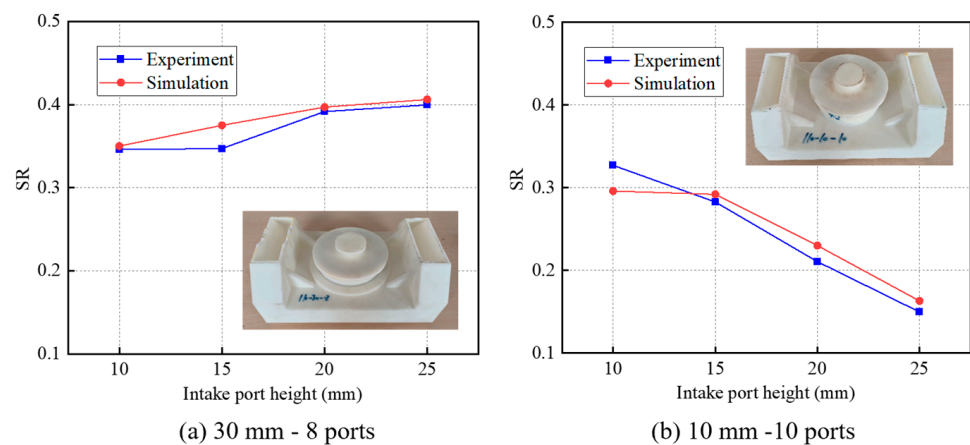 0.5
0.4
0.3
0.2
0.1
SR
Experiment
Simulation
10 15 20 25
Intake port height (mm)
(a) 30 mm - 8 ports
0.5
0.4
0.3
0.2
0.1
SR
Experiment
Simulation
10 15 20 25
Intake port height (mm)
(b) 10 mm -10 ports